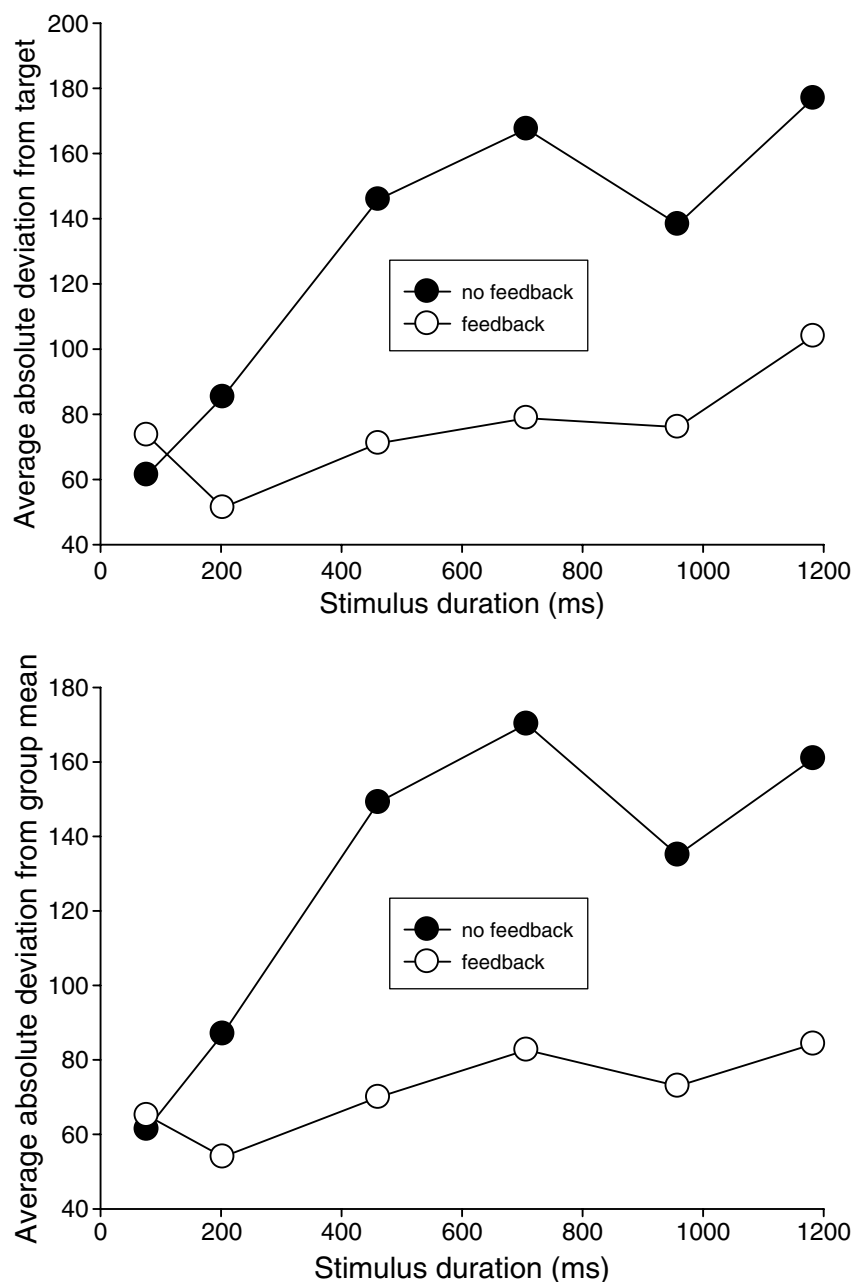 Average absolute deviation from target
200
180
160
140
120
100
80
60
40
no feedback
feedback
0 200 400 600 800 1000 1200
Stimulus duration (ms)
Average absolute deviation from group mean
180
160
140
120
100
80
60
40
no feedback
feedback
0 200 400 600 800 1000 1200
Stimulus duration (ms)